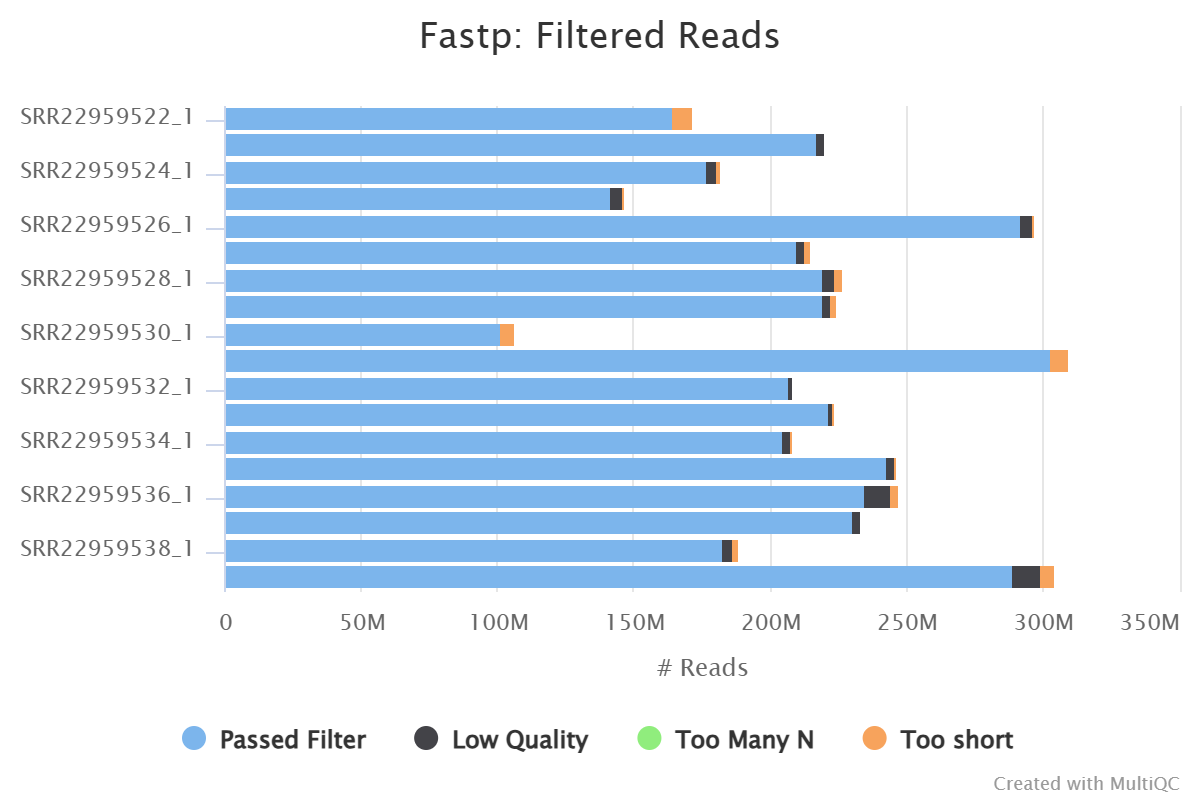 Fastp: Filtered Reads
SRR22959522_1
SRR22959524_1
SRR22959526_1
SRR22959528_1
SRR22959530_1
SRR22959532_1
SRR22959534_1
SRR22959536_1
SRR22959538_1
0 50M 100M 150M 200M 250M 300M 350M
# Reads
Passed Filter Low Quality Too Many N Too short
Created with MultiQC